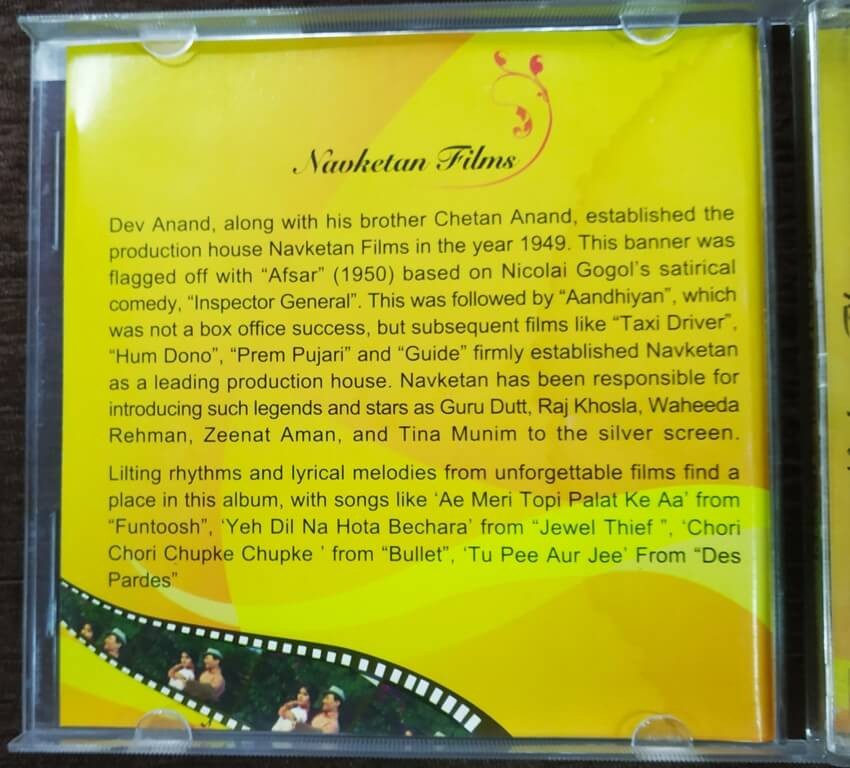 Navketan Films
Dev Anand, along with his brother Chetan Anand, established the
production house Navketan Films in the year 1949. This banner was
flagged off with “Afsar” (1950) based on Nicolai Gogol’s satirical
comedy, “Inspector General”. This was followed by “Aandhiyan”, which
was not a box office success, but subsequent films like “Taxi Driver”,
“Hum Dono”, “Prem Pujari” and “Guide” firmly established Navketan
as a leading production house. Navketan has been responsible for
introducing such legends and stars as Guru Dutt, Raj Khosla, Waheeda
Rehman, Zeenat Aman, and Tina Munim to the silver screen.
Lilting rhythms and lyrical melodies from unforgettable films find a
place in this album, with songs like ‘Ae Meri Topi Palat Ke Aa’ from
“Funtoosh”, ‘Yeh Dil Na Hota Bechara’ from “Jewel Thief ”, ‘Chori
Chori Chupke Chupke ’ from “Bullet”, ‘Tu Pee Aur Jee’ From “Des
Pardes”